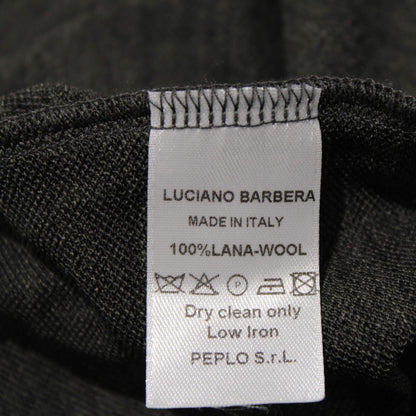 LUCIANO BARBERA
MADE IN ITALY
100%LANA-WOOL
P
Dry clean only
Low Iron
PEPLO S.r.L.